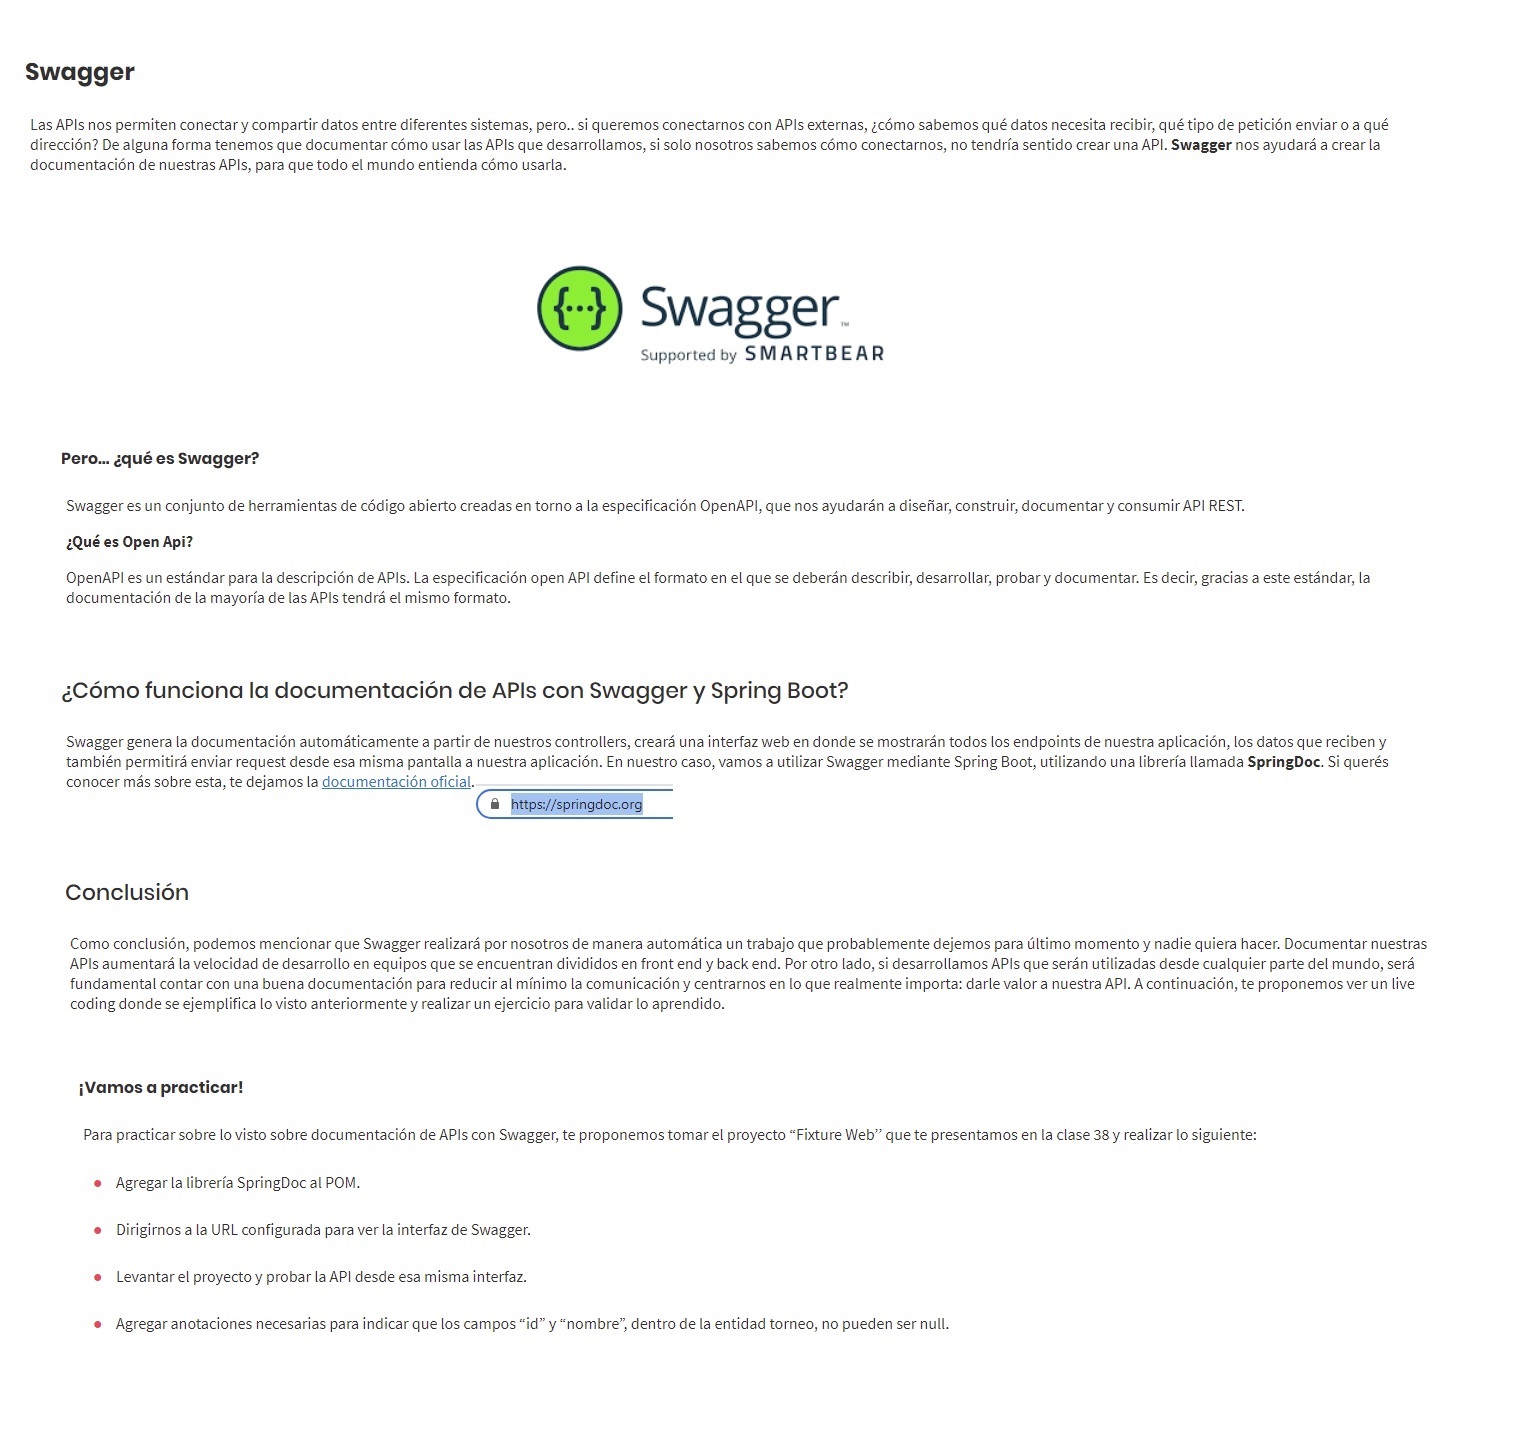 Swagger
Las APIs nos permiten conectar y compartir datos entre diferentes sistemas, pero.. si queremos conectarnos con APIs externas, ¿cómo sabemos qué datos necesita recibir, qué tipo de petición enviar o a qué
dirección? De alguna forma tenemos que documentar cómo usar las APIs que desarrollamos, si solo nosotros sabemos cómo conectarnos, no tendría sentido crear una API. Swagger nos ayudará a crear la
documentación de nuestras APIs, para que todo el mundo entienda cómo usarla.
{···} Swagger™
Supported by SMARTBEAR
Pero... ¿qué es Swagger?
Swagger es un conjunto de herramientas de código abierto creadas en torno a la especificación OpenAPI, que nos ayudarán a diseñar, construir, documentar y consumir API REST.
¿Qué es Open Api?
OpenAPI es un estándar para la descripción de APIs. La especificación open API define el formato en el que se deberán describir, desarrollar, probar y documentar. Es decir, gracias a este estándar, la
documentación de la mayoría de las APIs tendrá el mismo formato.
¿Cómo funciona la documentación de APIs con Swagger y Spring Boot?
Swagger genera la documentación automáticamente a partir de nuestros controllers, creará una interfaz web en donde se mostrarán todos los endpoints de nuestra aplicación, los datos que reciben y
también permitirá enviar request desde esa misma pantalla a nuestra aplicación. En nuestro caso, vamos a utilizar Swagger mediante Spring Boot, utilizando una librería llamada SpringDoc. Si querés
conocer más sobre esta, te dejamos la documentación oficial.
https://springdoc.org
Conclusión
Como conclusión, podemos mencionar que Swagger realizará por nosotros de manera automática un trabajo que probablemente dejemos para último momento y nadie quiera hacer. Documentar nuestras
APIs aumentará la velocidad de desarrollo en equipos que se encuentran divididos en front end y back end. Por otro lado, si desarrollamos APIs que serán utilizadas desde cualquier parte del mundo, será
fundamental contar con una buena documentación para reducir al mínimo la comunicación y centrarnos en lo que realmente importa: darle valor a nuestra API. A continuación, te proponemos ver un live
coding donde se ejemplifica lo visto anteriormente y realizar un ejercicio para validar lo aprendido.
¡Vamos a practicar!
Para practicar sobre lo visto sobre documentación de APIs con Swagger, te proponemos tomar el proyecto “Fixture Web’’ que te presentamos en la clase 38 y realizar lo siguiente:
● Agregar la librería SpringDoc al POM.
● Dirigirnos a la URL configurada para ver la interfaz de Swagger.
● Levantar el proyecto y probar la API desde esa misma interfaz.
● Agregar anotaciones necesarias para indicar que los campos “id” y “nombre”, dentro de la entidad torneo, no pueden ser null.